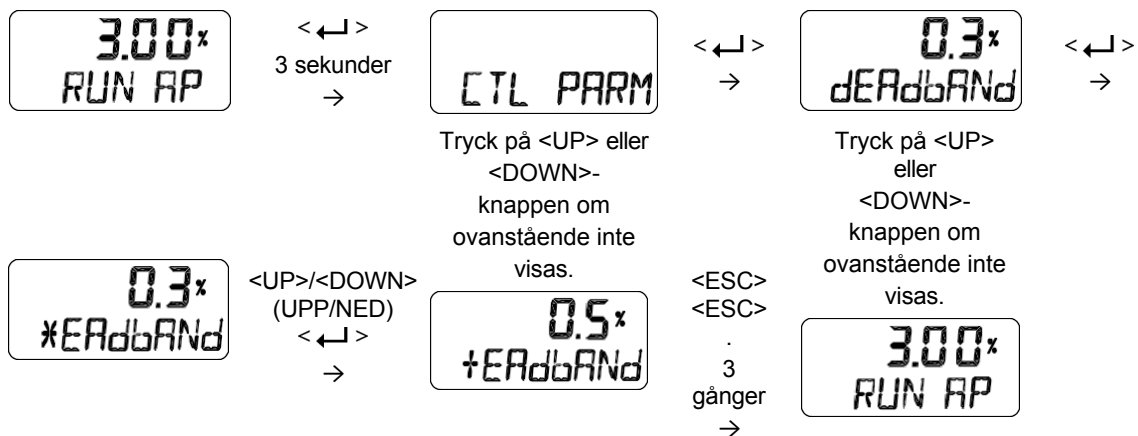 3.00%
RUN AP
< ↵ >
3 sekunder
→
CTL PARM
< ↵ >
→
0.3%
dEAdbANd
< ↵ >
→
Tryck på <UP> eller
<DOWN>-
knappen om
ovanstående inte
visas.
Tryck på <UP>
eller
<DOWN>-
knappen om
ovanstående inte
visas.
0.3%
*EAdbANd
<UP>/<DOWN>
(UPP/NED)
< ↵ >
→
0.5%
+EAdbANd
<ESC>
<ESC>
.
3
gånger
→
3.00%
RUN AP